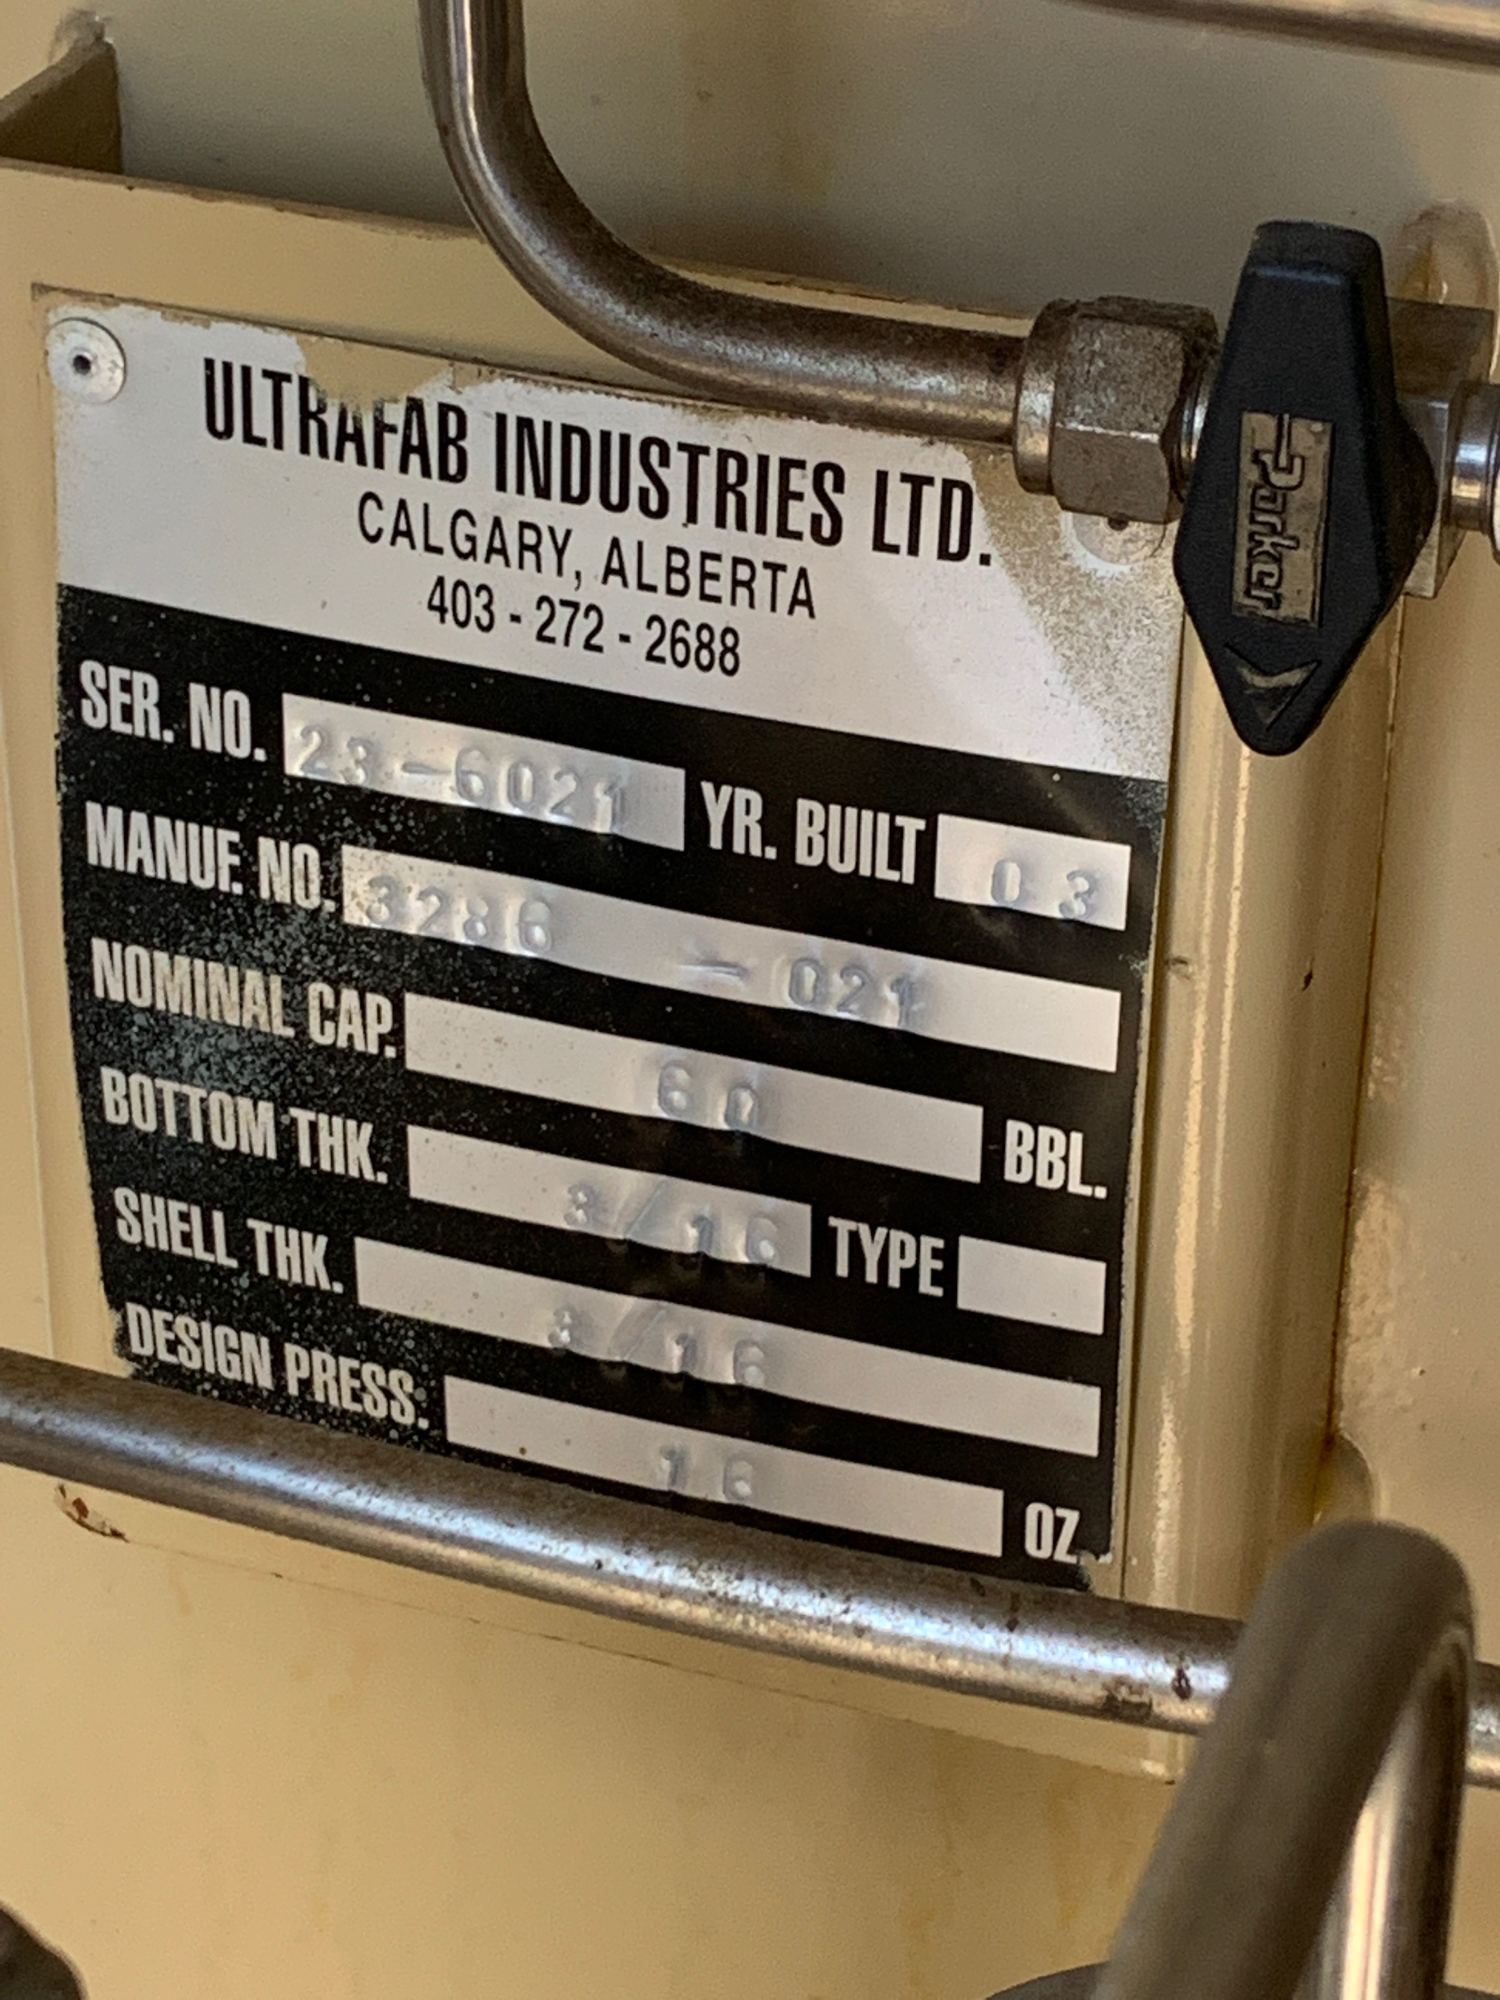 ULTRAFAB INDUSTRIES LTD.
CALGARY, ALBERTA
403 - 272 - 2688
SER. NO. 23-6021 YR. BUILT 03
MANUF. NO. 3286 - 021
NOMINAL CAP. 60 BBL.
BOTTOM THK. 3/16 TYPE
SHELL THK. 3/16
DESIGN PRESS. 16 OZ.
Parker